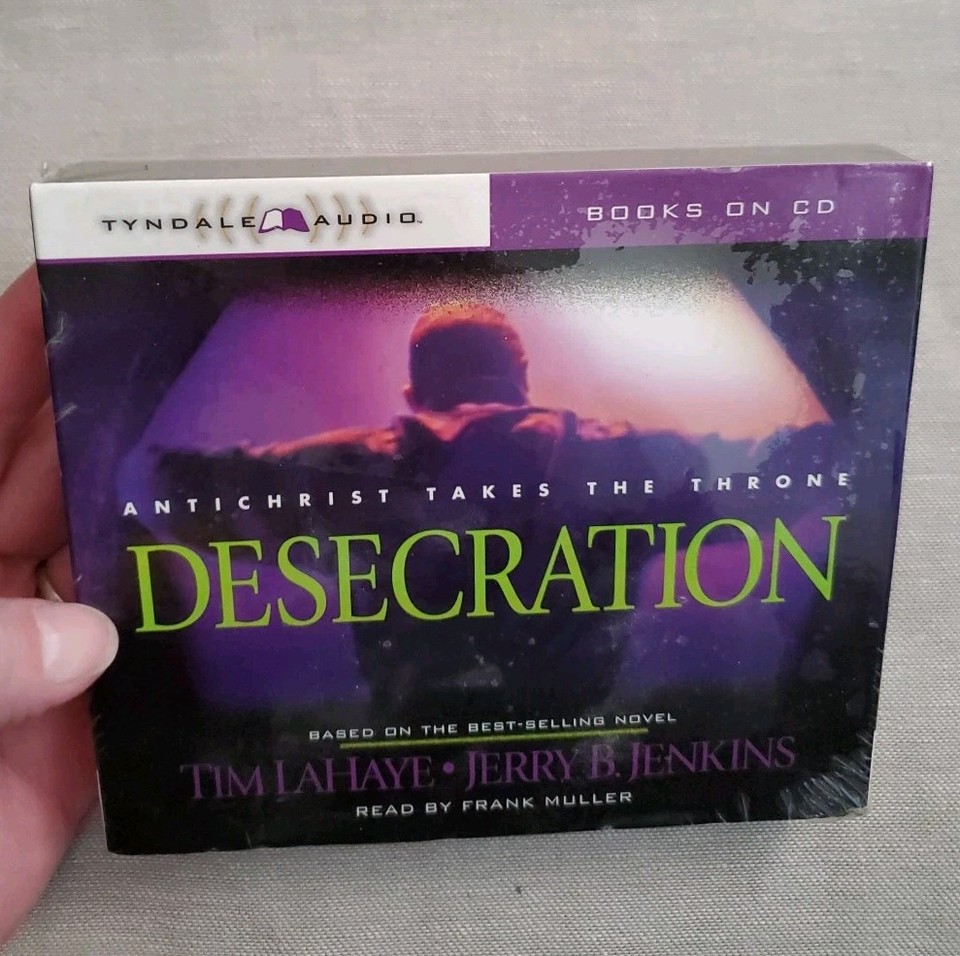 TYNDALE AUDIO™
BOOKS ON CD
ANTICHRIST TAKES THE THRONE
DESECRATION
BASED ON THE BEST-SELLING NOVEL
TIM LAHAYE • JERRY B. JENKINS
READ BY FRANK MULLER